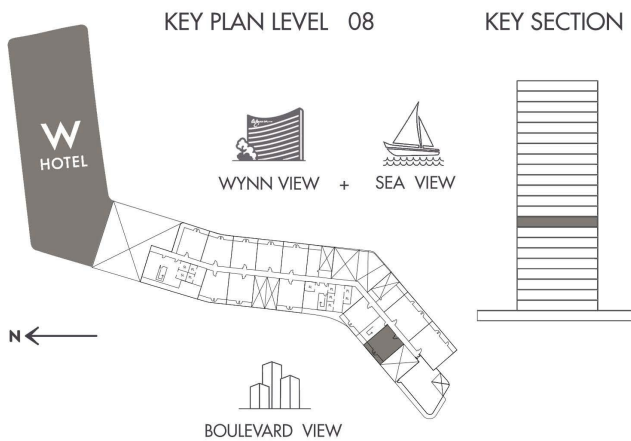 KEY PLAN LEVEL 08
KEY SECTION
W
HOTEL
WYNN VIEW + SEA VIEW
N
BOULEVARD VIEW